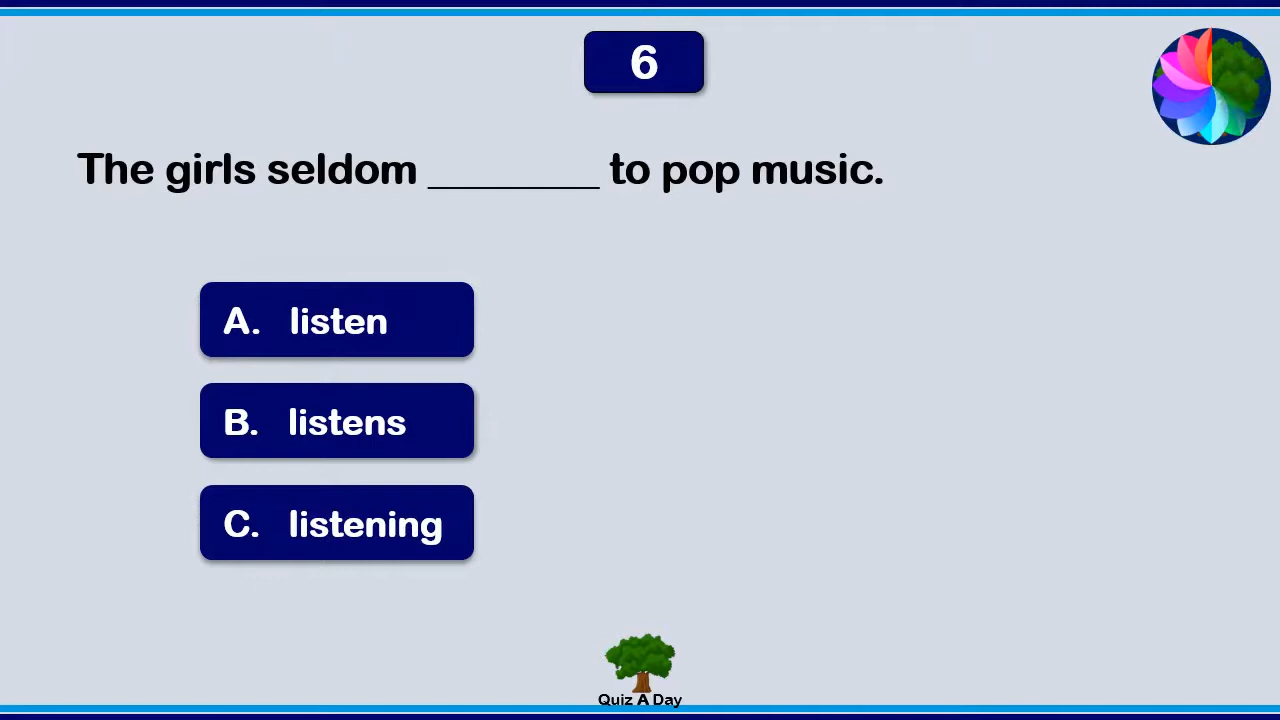 6
The girls seldom ________ to pop music.
A. listen
B. listens
C. listening
Quiz A Day